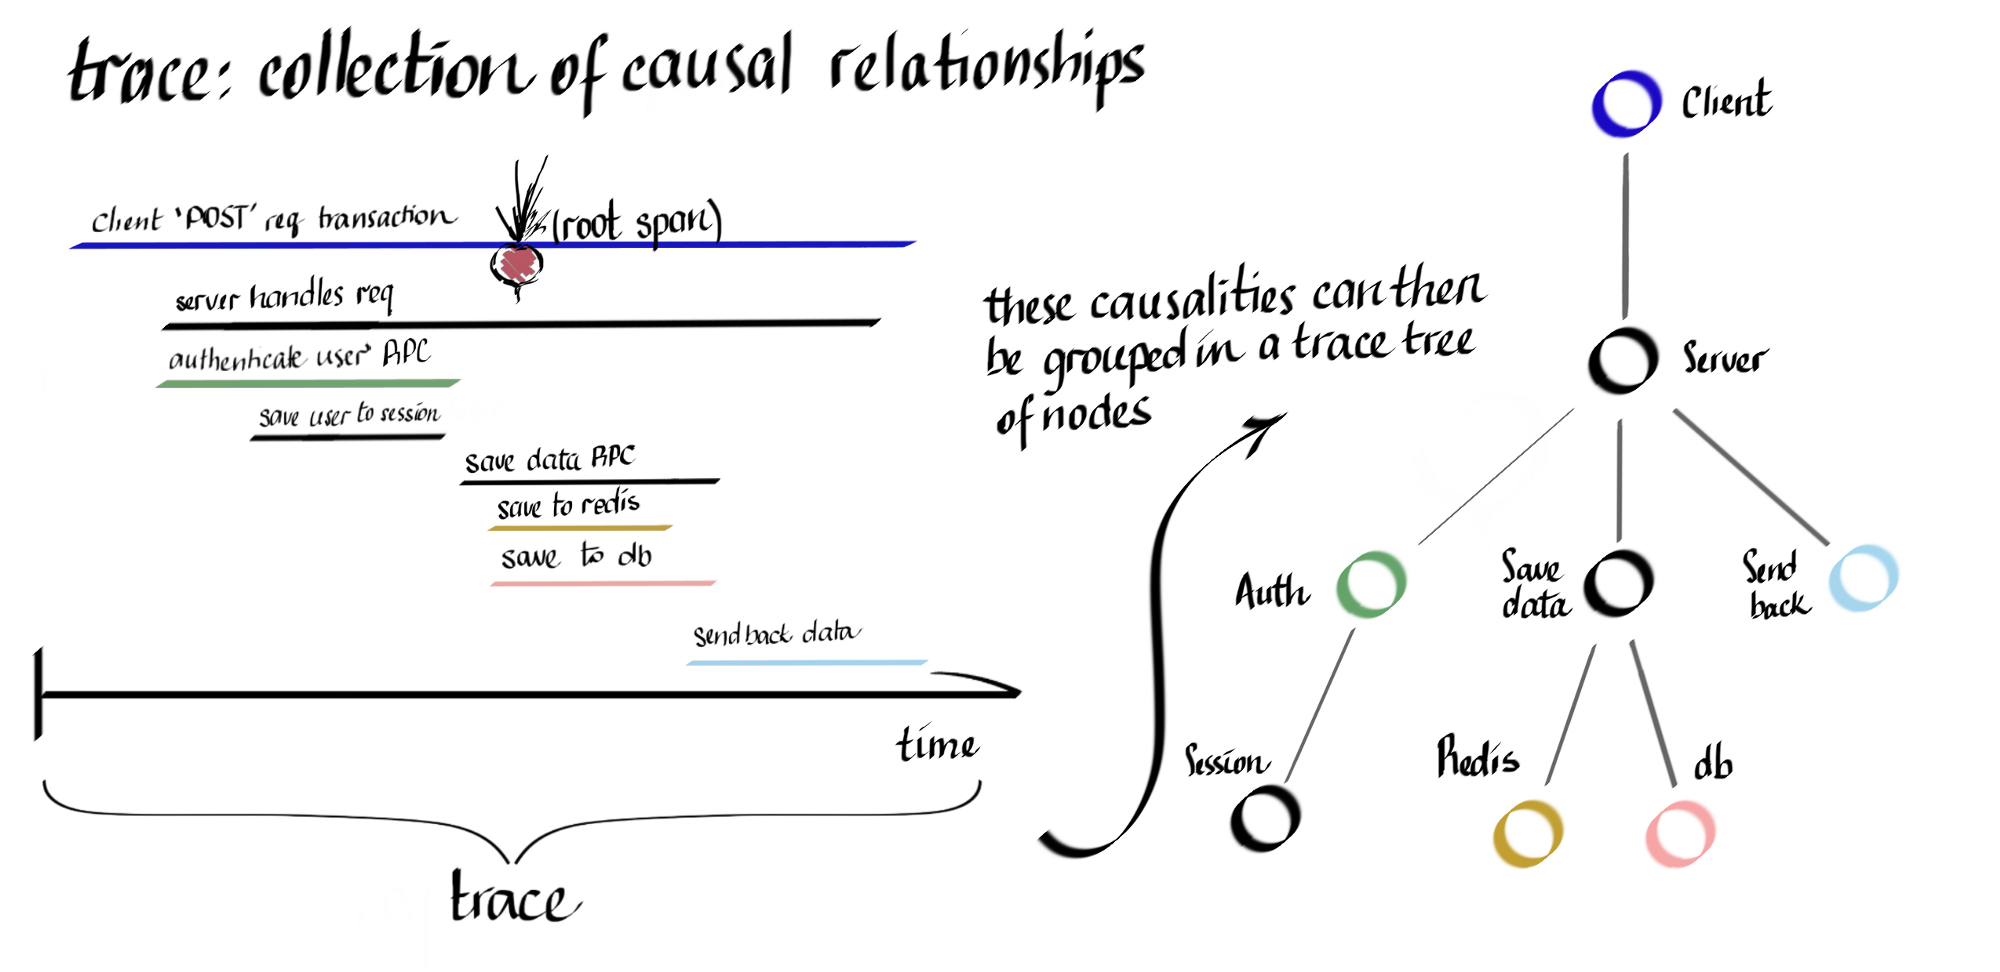 trace: collection of causal relationships
client 'POST' req transaction
(root span)
server handles req
authenticate user RPC
save user to session
save data RPC
save to redis
save to db
send back data
time
trace
these causalities can then
be grouped in a trace tree
of nodes
Client
Server
Auth
Save
data
Send
back
Session
Redis
db